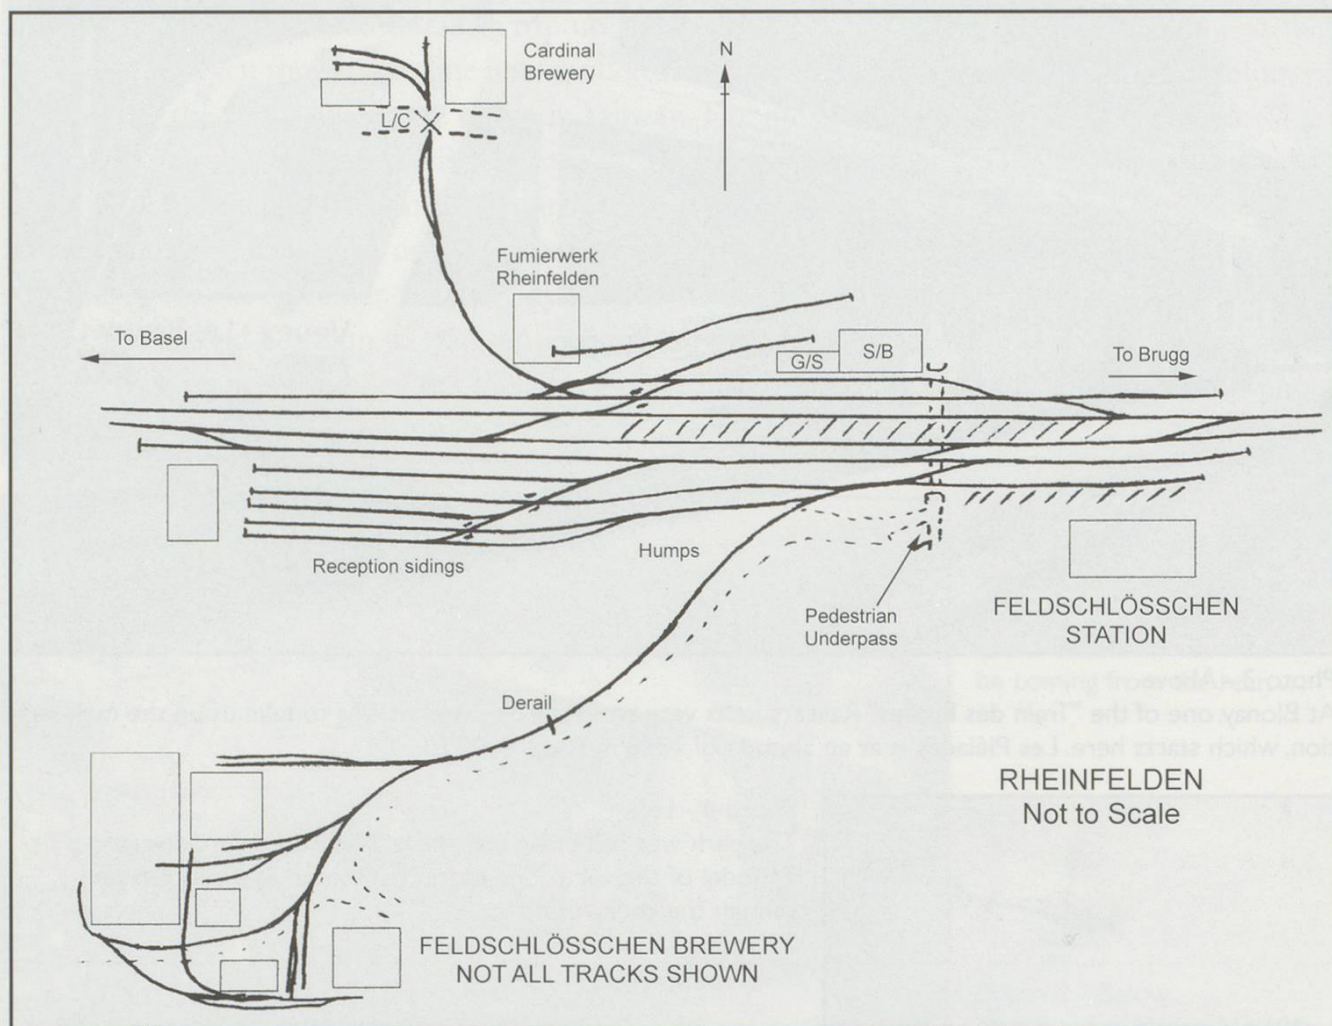 Cardinal
Brewery
N
L/C
Fumierwerk
Rheinfelden
To Basel
G/S
S/B
To Brugg
Reception sidings
Humps
Pedestrian
Underpass
FELDSCHLÖSSCHEN
STATION
Derail
RHEINFELDEN
Not to Scale
FELDSCHLÖSSCHEN BREWERY
NOT ALL TRACKS SHOWN